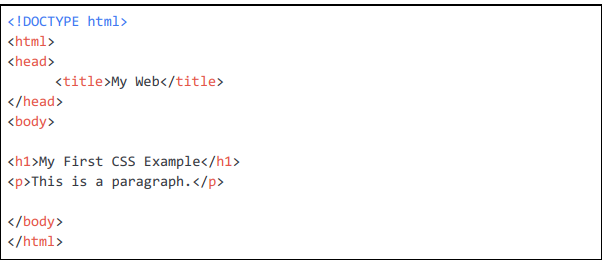 <!DOCTYPE html>
<html>
<head>
<title>My Web</title>
</head>
<body>
<h1>My First CSS Example</h1>
<p>This is a paragraph.</p>
</body>
</html>